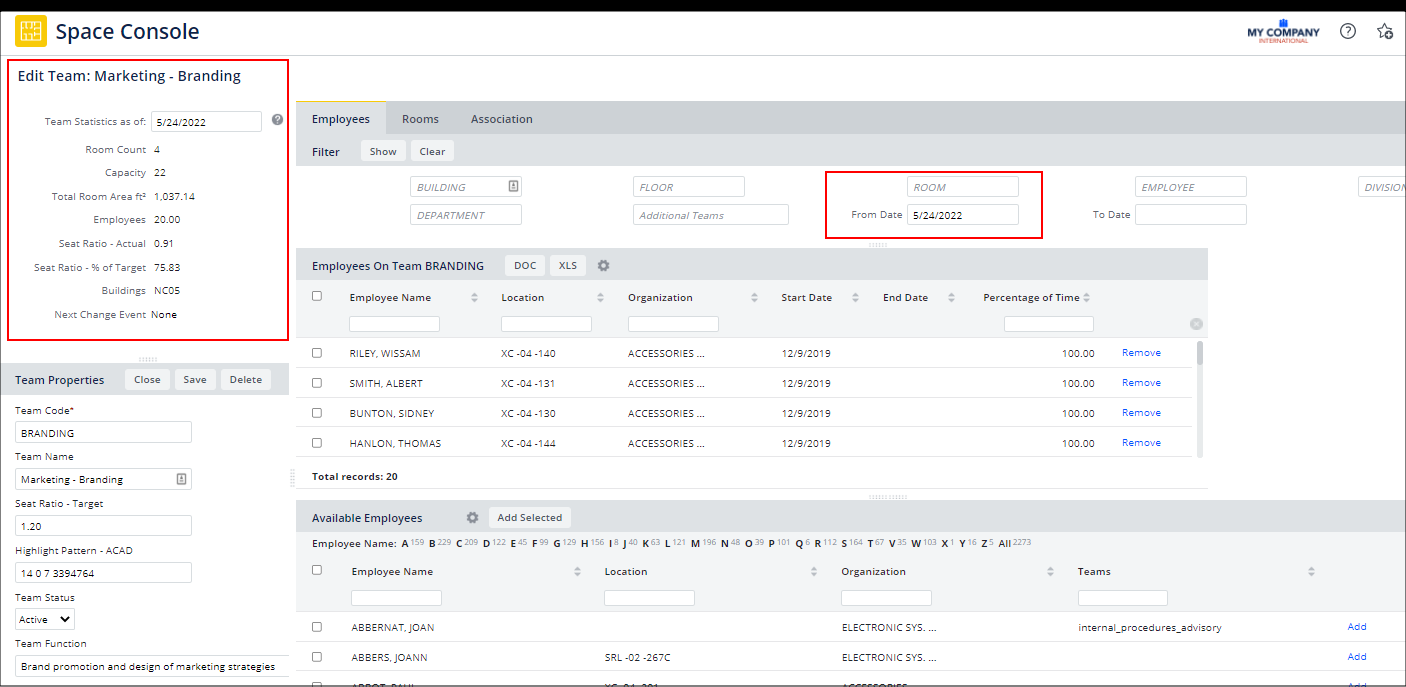 Space Console
MY COMPANY
INTERNATIONAL
Edit Team: Marketing - Branding
Team Statistics as of: 5/24/2022
Room Count 4
Capacity 22
Total Room Area ft² 1,037.14
Employees 20.00
Seat Ratio - Actual 0.91
Seat Ratio - % of Target 75.83
Buildings NC05
Next Change Event None
Team Properties Close Save Delete
Team Code*
BRANDING
Team Name
Marketing - Branding
Seat Ratio - Target
1.20
Highlight Pattern - ACAD
14 0 7 3394764
Team Status
Active
Team Function
Brand promotion and design of marketing strategies
Employees Rooms Association
Filter Show Clear
BUILDING FLOOR ROOM EMPLOYEE DIVISION
DEPARTMENT Additional Teams From Date 5/24/2022 To Date
Employees On Team BRANDING DOC XLS
Employee Name Location Organization Start Date End Date Percentage of Time
RILEY, WISSAM XC -04 -140 ACCESSORIES ... 12/9/2019 100.00 Remove
SMITH, ALBERT XC -04 -131 ACCESSORIES ... 12/9/2019 100.00 Remove
BUNTON, SIDNEY XC -04 -130 ACCESSORIES ... 12/9/2019 100.00 Remove
HANLON, THOMAS XC -04 -144 ACCESSORIES ... 12/9/2019 100.00 Remove
Total records: 20
Available Employees Add Selected
Employee Name: A 159 B 229 C 209 D 122 E 45 F 99 G 129 H 156 I 8 J 40 K 63 L 121 M 196 N 48 O 39 P 101 Q 6 R 112 S 164 T 67 V 35 W 103 X 1 Y 16 Z 5 All 2273
Employee Name Location Organization Teams
ABBERNAT, JOAN ELECTRONIC SYS. ... internal_procedures_advisory Add
ABBERS, JOANN SRL -02 -267C ELECTRONIC SYS. ... Add